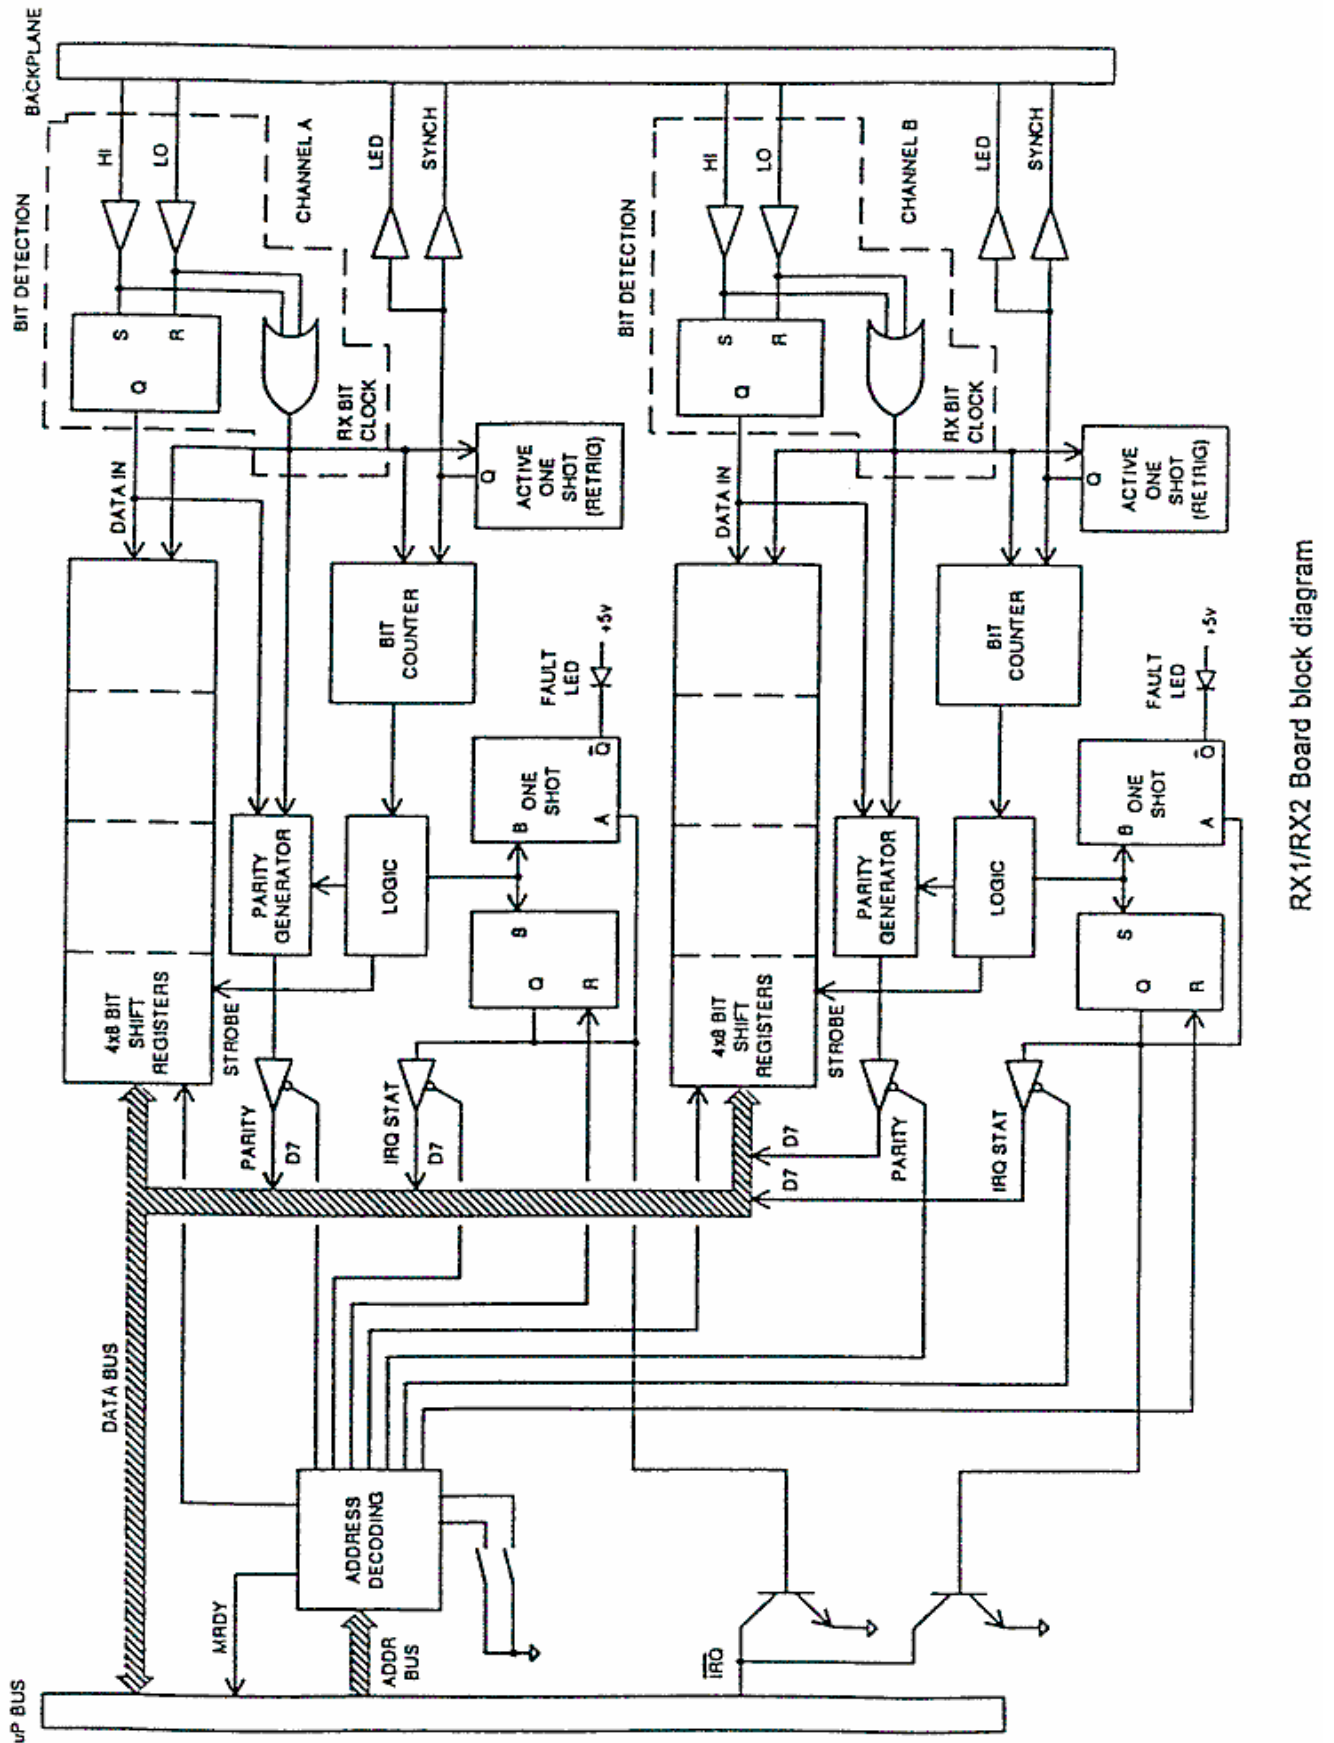 BACKPLANE
BIT DETECTION
HI
LO
CHANNEL A
LED
SYNCH
S
R
Q
RX BIT
CLOCK
DATA IN
Q
ACTIVE
ONE
SHOT
(RETRIG)
BIT
COUNTER
FAULT
LED
+5v
4x8 BIT
SHIFT
REGISTERS
PARITY
GENERATOR
LOGIC
B
ONE
SHOT
Q
A
STROBE
B
Q
R
PARITY
D7
IRQ STAT
D7
BIT DETECTION
HI
LO
CHANNEL B
LED
SYNCH
S
R
Q
RX BIT
CLOCK
DATA IN
Q
ACTIVE
ONE
SHOT
(RETRIG)
BIT
COUNTER
FAULT
LED
+5v
4x8 BIT
SHIFT
REGISTERS
PARITY
GENERATOR
LOGIC
B
ONE
SHOT
Q
A
STROBE
S
Q
R
D7
D7
PARITY
IRQ STAT
DATA BUS
ADDRESS
DECODING
MRDY
ADDR
BUS
IRQ
uP BUS
RX1/RX2 Board block diagram